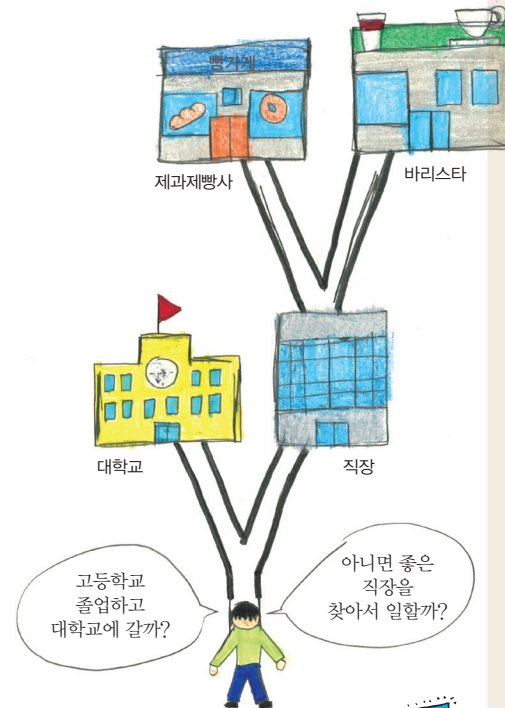 빵가게
제과제빵사
바리스타
대학교
직장
고등학교
졸업하고
대학교에 갈까?
아니면 좋은
직장을
찾아서 일할까?